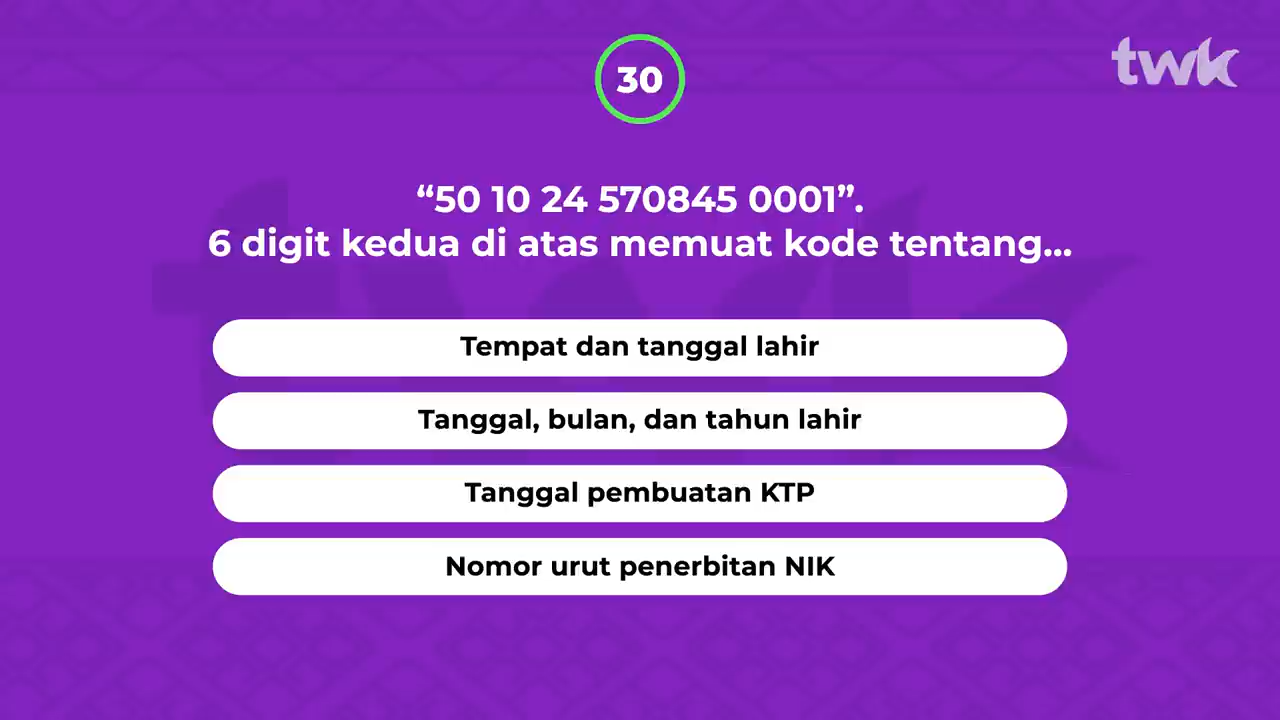 30
twk
“50 10 24 570845 0001”.
6 digit kedua di atas memuat kode tentang...
Tempat dan tanggal lahir
Tanggal, bulan, dan tahun lahir
Tanggal pembuatan KTP
Nomor urut penerbitan NIK